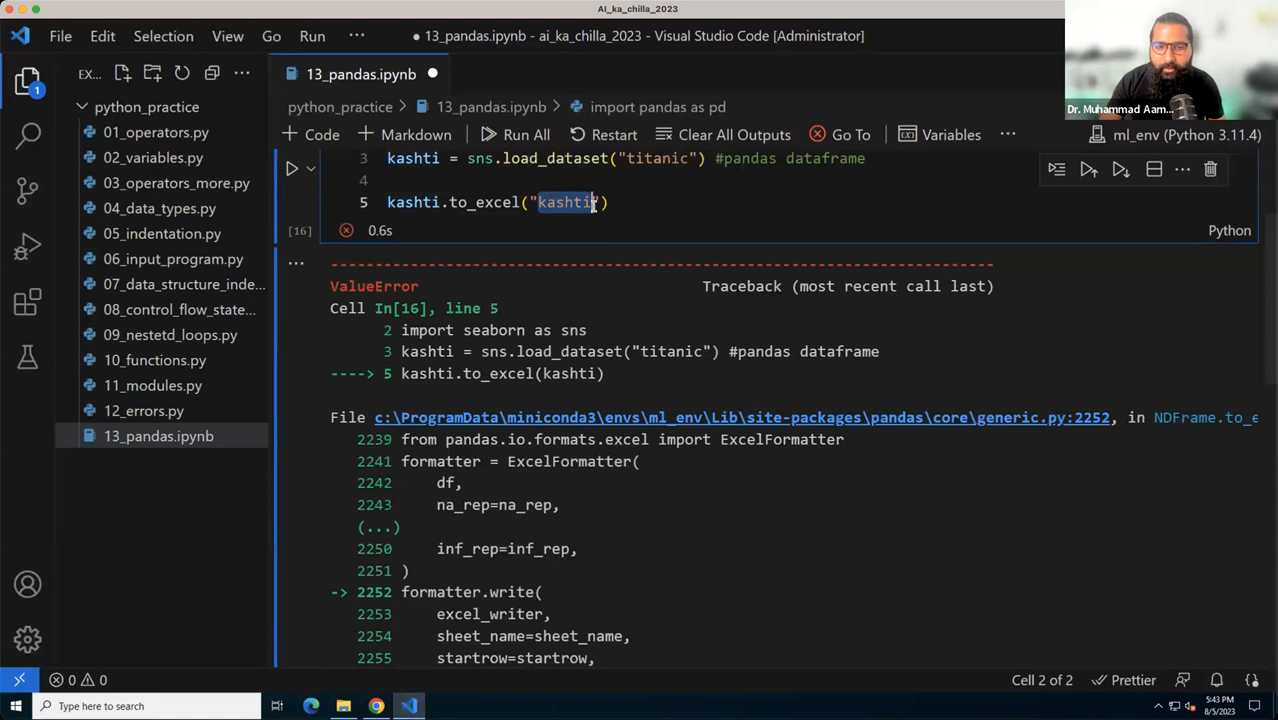 AI_ka_chilla_2023
File Edit Selection View Go Run ··· 13_pandas.ipynb - ai_ka_chilla_2023 - Visual Studio Code [Administrator]
Dr. Muhammad Aam...
EX... ···
13_pandas.ipynb
1
python_practice
python_practice > 13_pandas.ipynb > import pandas as pd
01_operators.py
+ Code + Markdown Run All Restart Clear All Outputs Go To Variables ··· ml_env (Python 3.11.4)
02_variables.py
03_operators_more.py
04_data_types.py
05_indentation.py
06_input_program.py
07_data_structure_inde...
08_control_flow_state...
09_nestetd_loops.py
10_functions.py
11_modules.py
12_errors.py
13_pandas.ipynb
3 kashti = sns.load_dataset("titanic") #pandas dataframe
4
5 kashti.to_excel("kashti")
[16] 0.6s Python
...
---------------------------------------------------------------------------
ValueError Traceback (most recent call last)
Cell In[16], line 5
2 import seaborn as sns
3 kashti = sns.load_dataset("titanic") #pandas dataframe
----> 5 kashti.to_excel(kashti)
File c:\ProgramData\miniconda3\envs\ml_env\Lib\site-packages\pandas\core\generic.py:2252, in NDFrame.to_e
2239 from pandas.io.formats.excel import ExcelFormatter
2241 formatter = ExcelFormatter(
2242 df,
2243 na_rep=na_rep,
(...)
2250 inf_rep=inf_rep,
2251 )
-> 2252 formatter.write(
2253 excel_writer,
2254 sheet_name=sheet_name,
2255 startrow=startrow,
0 0 Cell 2 of 2 Prettier
Type here to search
5:43 PM
8/5/2023